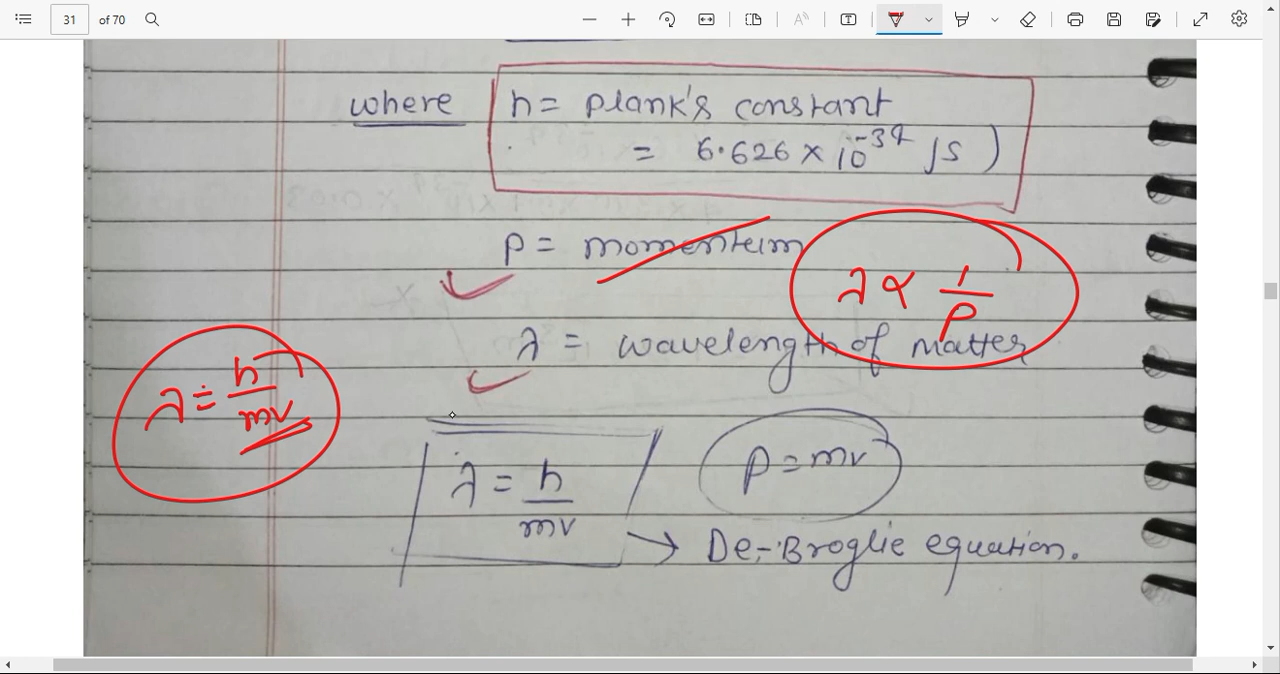 31 of 70
where h = plank's constant
= 6.626 × 10^-34 JS )
p = momentum
λ ∝ 1/p
λ = wavelength of matter
λ = h/mv
λ = h/mv p = mv
→ De-Broglie equation.